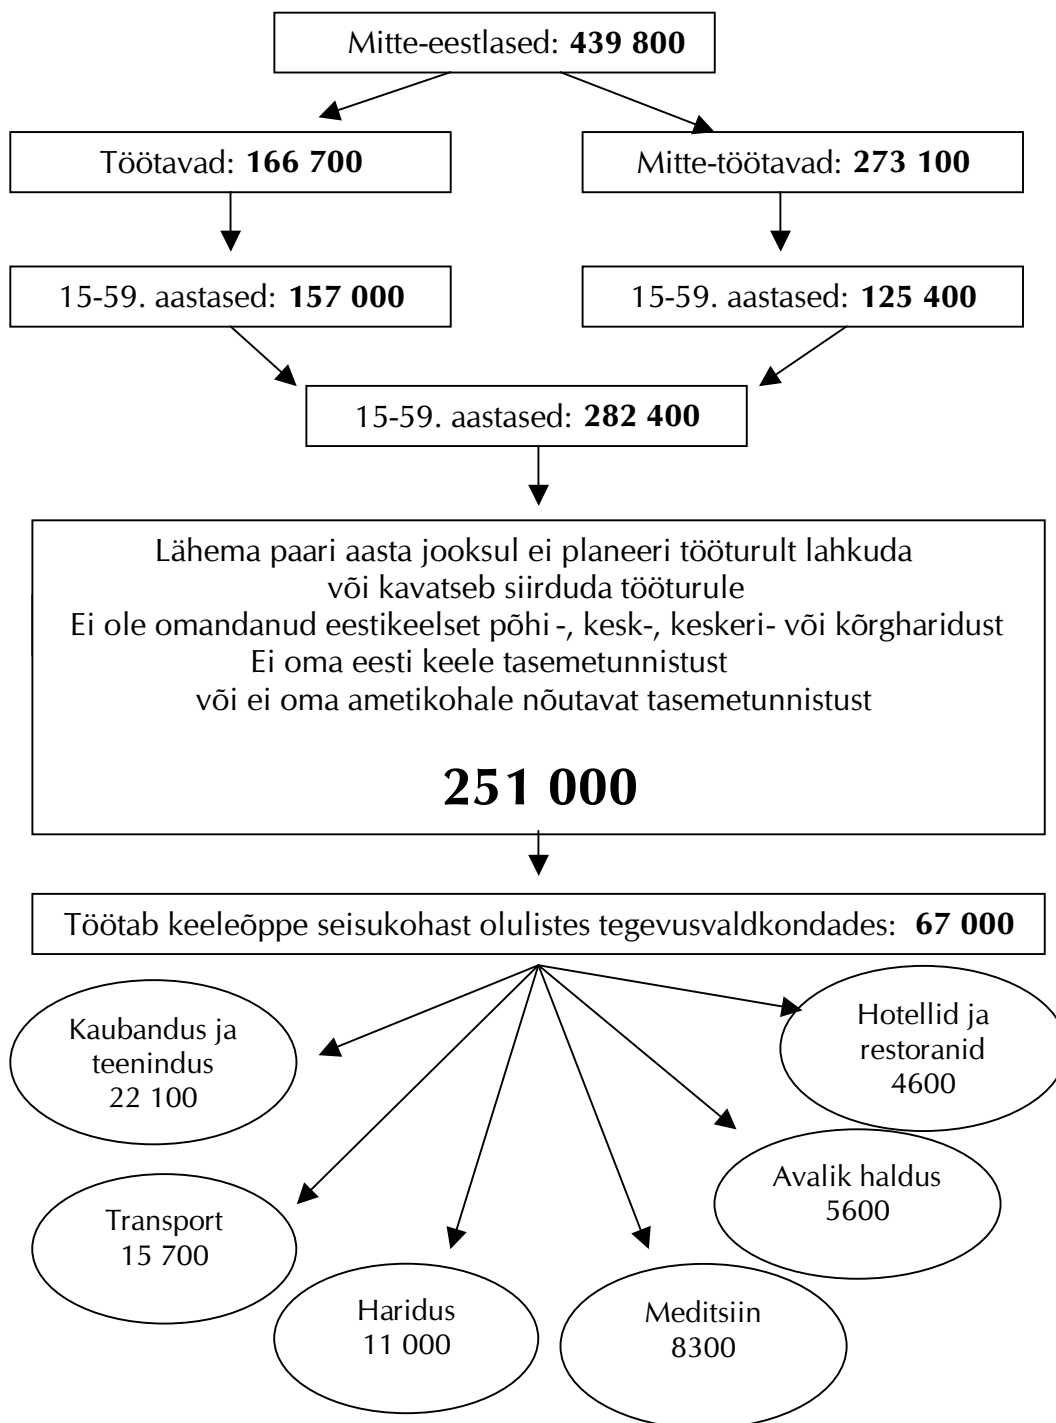 Mitte-eestlased: 439 800
Töötavad: 166 700
Mitte-töötavad: 273 100
15-59. aastased: 157 000
15-59. aastased: 125 400
15-59. aastased: 282 400
Lähema paari aasta jooksul ei planeeri tööturult lahkuda
või kavatseb siirduda tööturule
Ei ole omandanud eestikeelset põhi-, kesk-, keskeri- või kõrgharidust
Ei oma eesti keele tasemetunnistust
või ei oma ametikohale nõutavat tasemetunnistust
251 000
Töötab keeleõppe seisukohast olulistes tegevusvaldkondades: 67 000
Kaubandus ja
teenindus
22 100
Hotellid ja
restoranid
4600
Transport
15 700
Avalik haldus
5600
Haridus
11 000
Meditsiin
8300